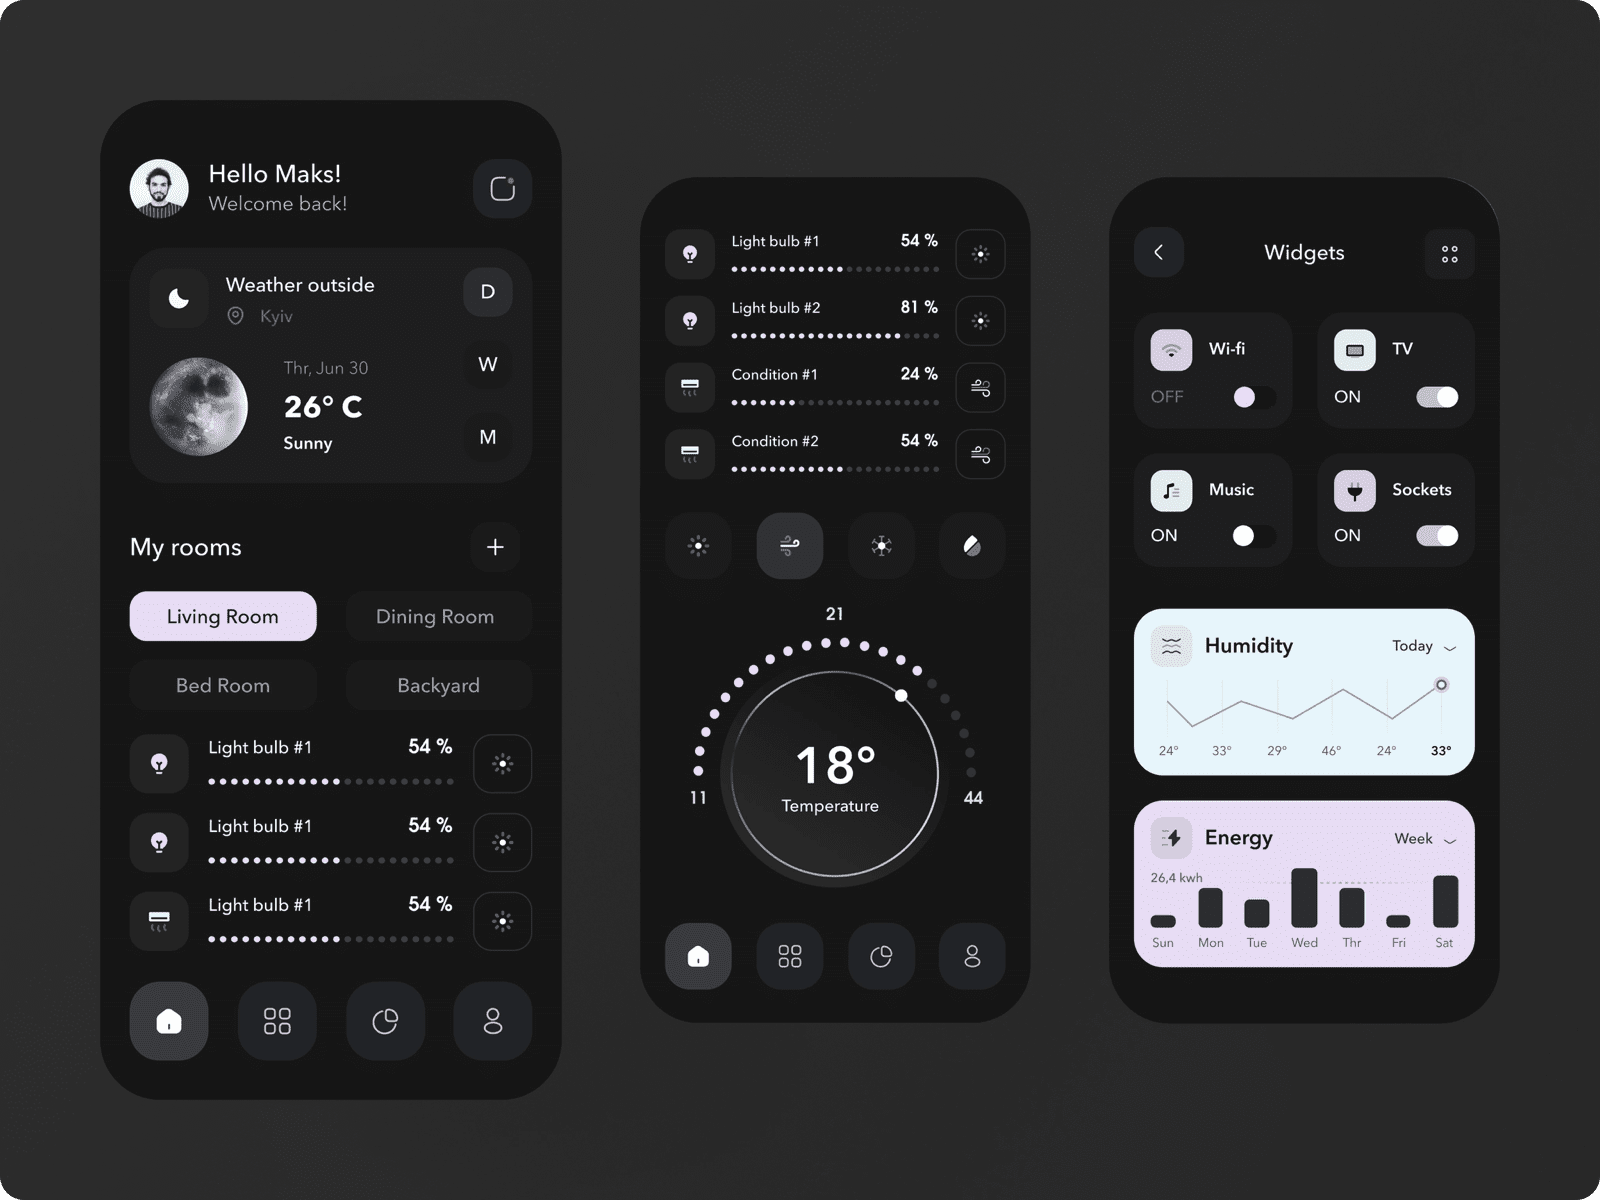 Hello Maks!
Welcome back!
Weather outside
D
Kyiv
Thr, Jun 30
W
26° C
Sunny
M
My rooms
+
Living Room
Dining Room
Bed Room
Backyard
Light bulb #1
54 %
Light bulb #1
54 %
Light bulb #1
54 %
Light bulb #1
54 %
Light bulb #2
81 %
Condition #1
24 %
Condition #2
54 %
21
18°
Temperature
11
44
Widgets
Wi-fi
OFF
TV
ON
Music
ON
Sockets
ON
Humidity
Today
24° 33° 29° 46° 24° 33°
Energy
Week
26,4 kwh
Sun Mon Tue Wed Thr Fri Sat